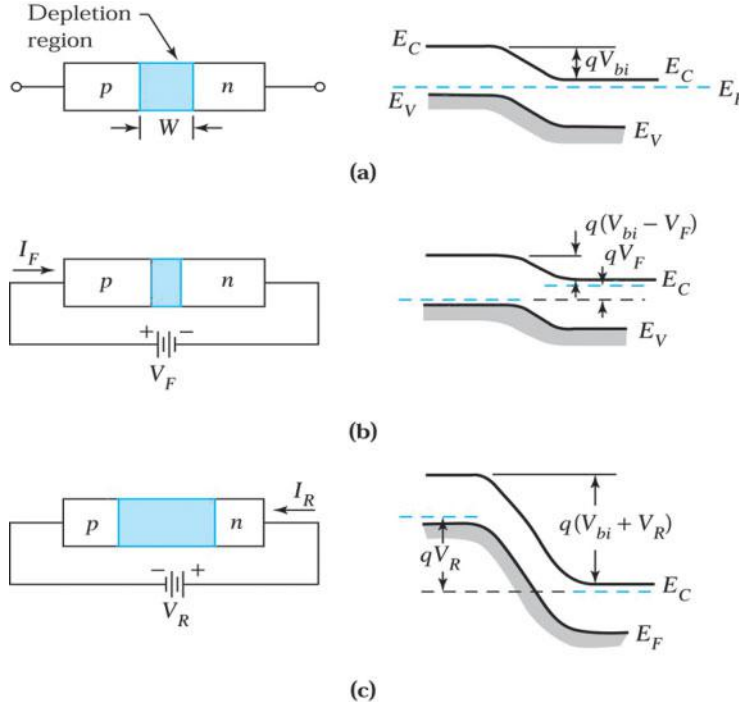 Depletion
region
p
n
W
E_C
qV_bi
E_C
E_V
E_V
(a)
I_F
p
n
+
−
V_F
q(V_bi − V_F)
qV_F
E_C
E_V
(b)
I_R
p
n
−
+
V_R
q(V_bi + V_R)
qV_R
E_C
E_F
(c)